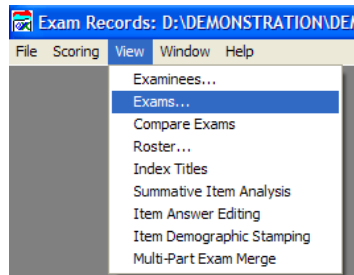 Exam Records: D:\DEMONSTRATION\DE
File Scoring View Window Help
Examinees...
Exams...
Compare Exams
Roster...
Index Titles
Summative Item Analysis
Item Answer Editing
Item Demographic Stamping
Multi-Part Exam Merge